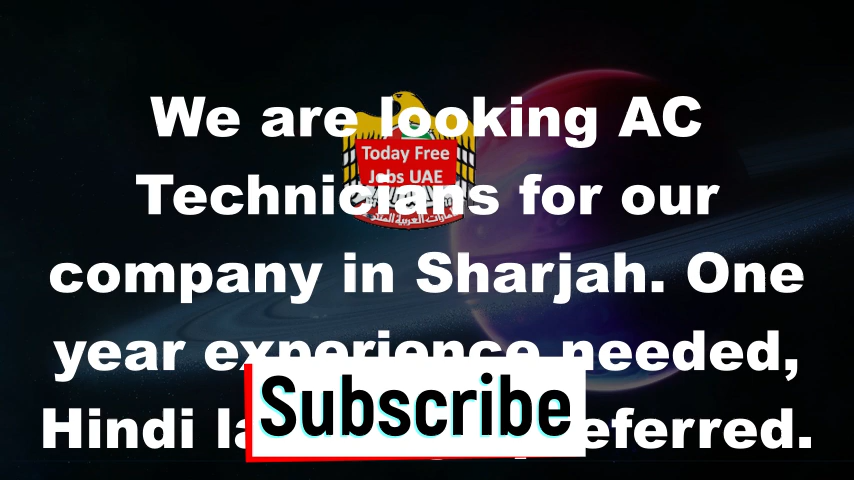 We are looking AC
Today Free
Jobs UAE
Technicians for our
company in Sharjah. One
year experience needed,
Subscribe
Hindi